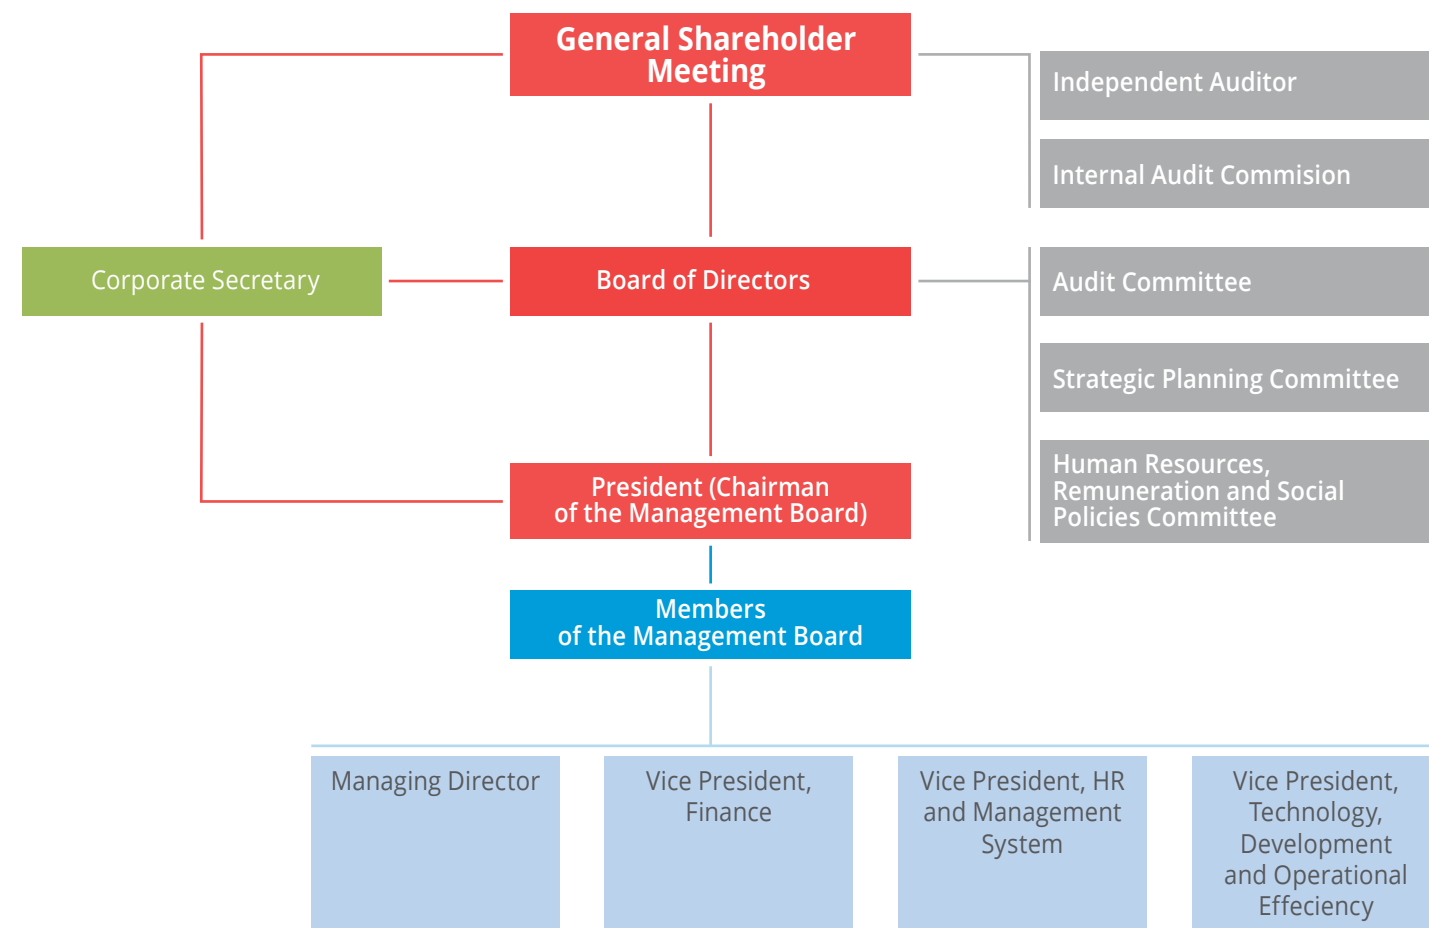 General Shareholder
Meeting
Independent Auditor
Internal Audit Commision
Corporate Secretary
Board of Directors
Audit Committee
Strategic Planning Committee
Human Resources,
Remuneration and Social
Policies Committee
President (Chairman
of the Management Board)
Members
of the Management Board
Managing Director
Vice President,
Finance
Vice President, HR
and Management
System
Vice President,
Technology,
Development
and Operational
Effeciency